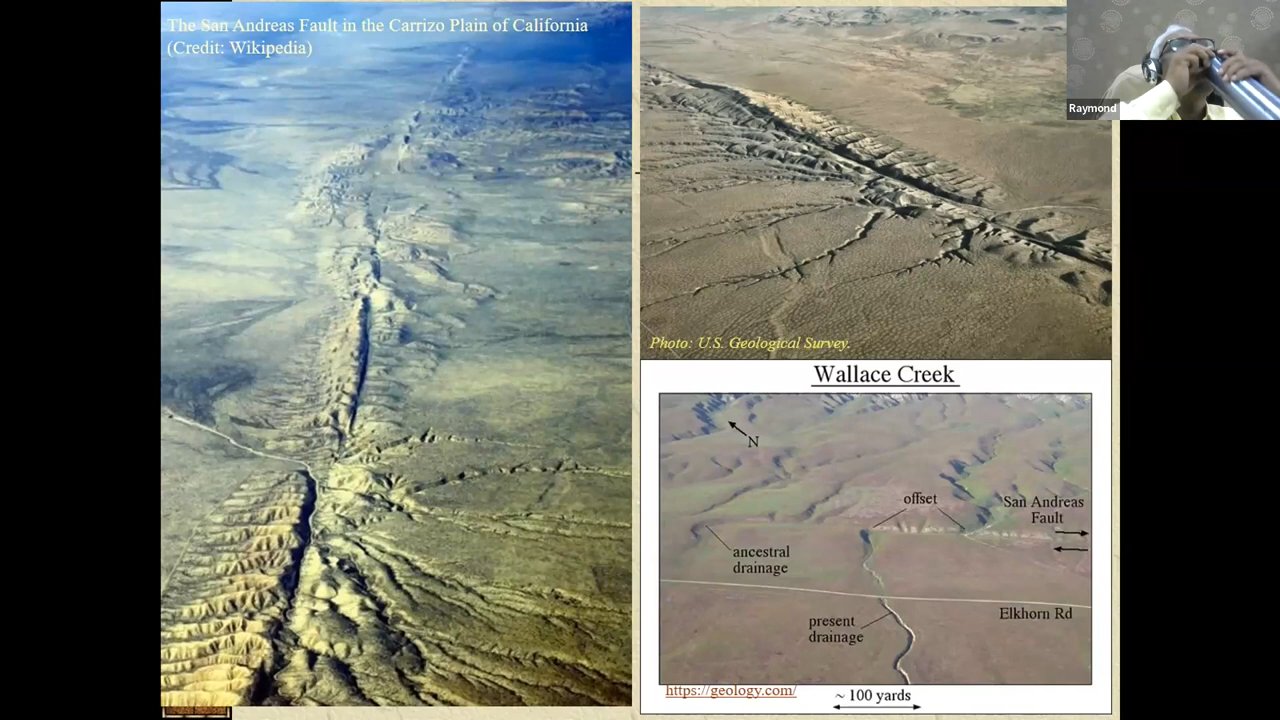 The San Andreas Fault in the Carrizo Plain of California
(Credit: Wikipedia)
Raymond
Photo: U.S. Geological Survey.
Wallace Creek
N
offset
San Andreas
Fault
ancestral
drainage
Elkhorn Rd
present
drainage
https://geology.com/
~ 100 yards